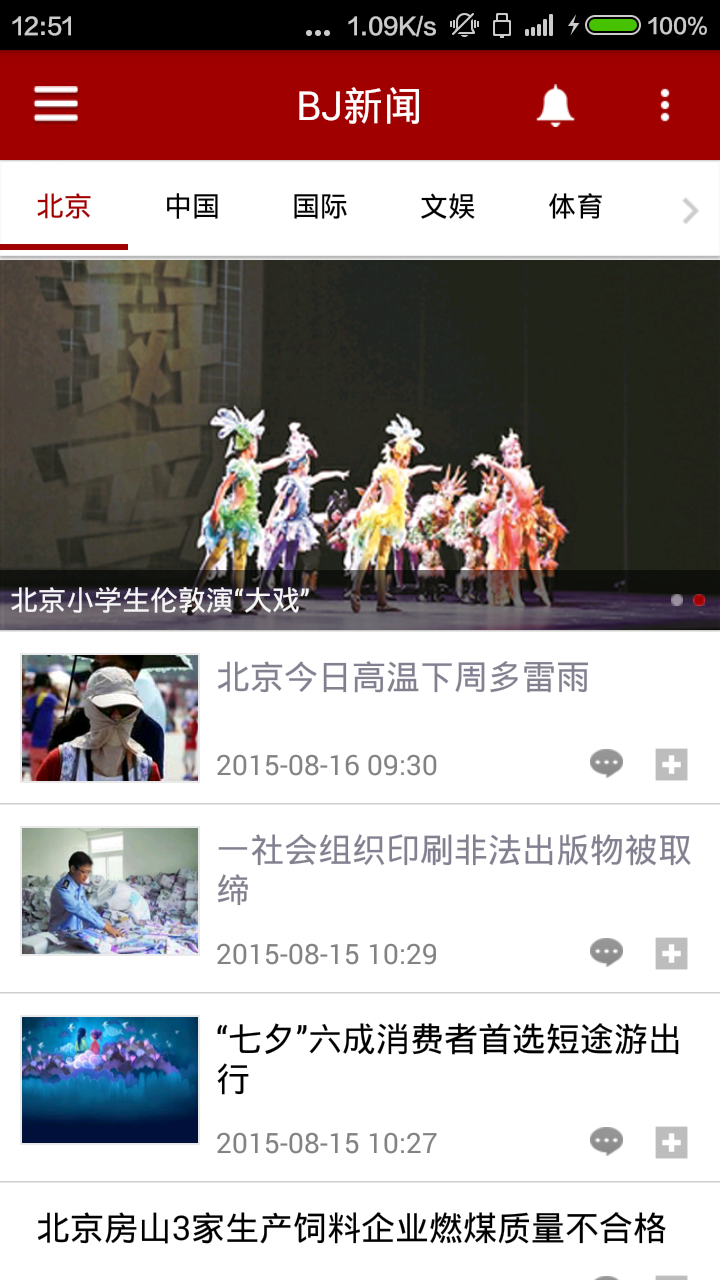 12:51 ... 1.09K/s 100%
BJ新闻
北京 中国 国际 文娱 体育
北京小学生伦敦演“大戏”
北京今日高温下周多雷雨
2015-08-16 09:30
一社会组织印刷非法出版物被取
缔
2015-08-15 10:29
“七夕”六成消费者首选短途游出
行
2015-08-15 10:27
北京房山3家生产饲料企业燃煤质量不合格